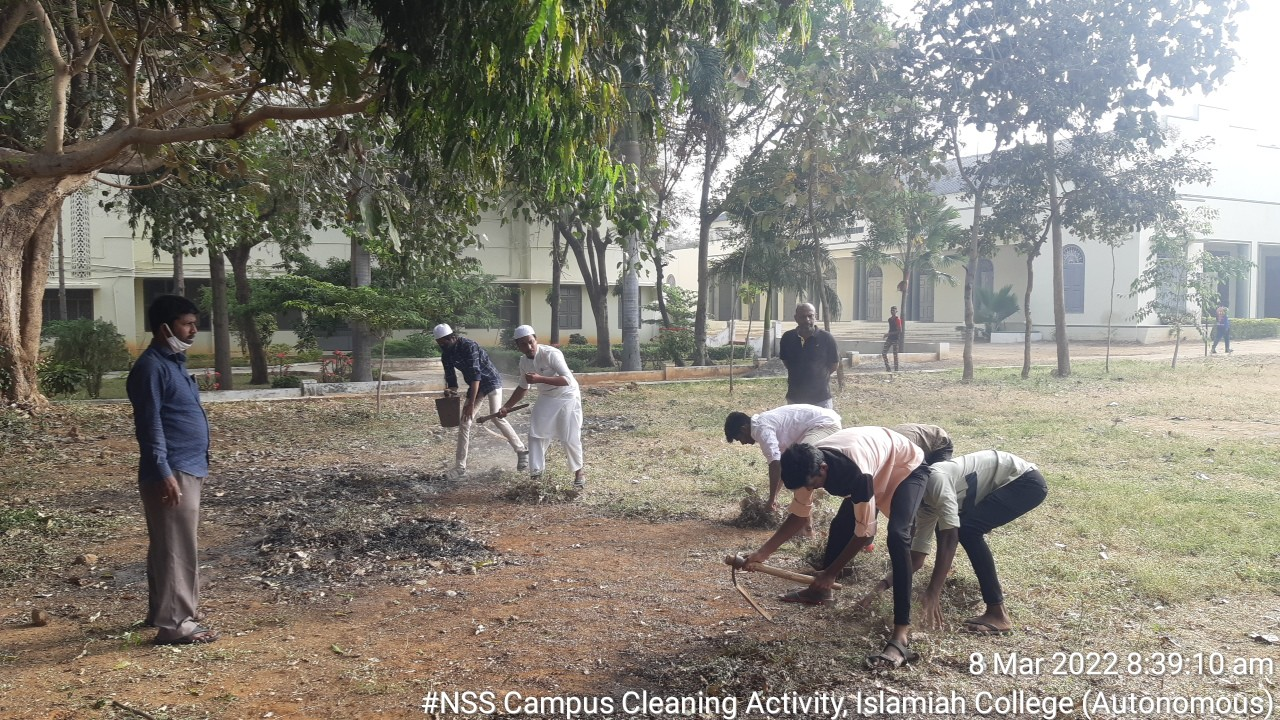 8 Mar 2022 8:39:10 am
#NSS Campus Cleaning Activity, Islamiah College (Autonomous)